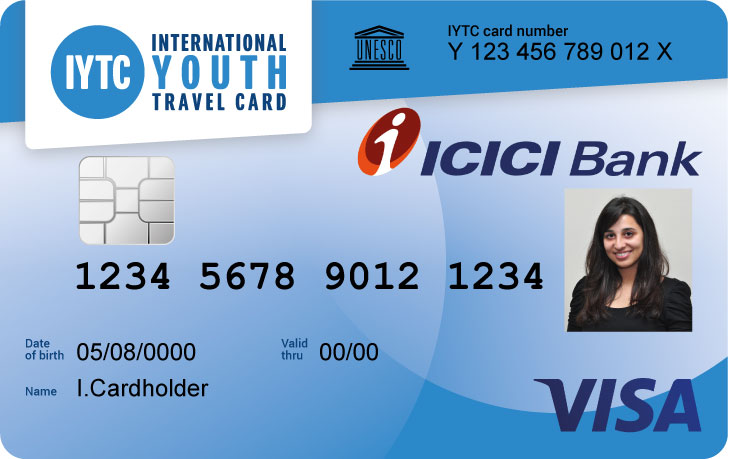 IYTC
INTERNATIONAL
YOUTH
TRAVEL CARD
UNESCO
IYTC card number
Y 123 456 789 012 X
i ICICI Bank
1234 5678 9012 1234
Date
of birth 05/08/0000
Valid
thru 00/00
Name I.Cardholder
VISA